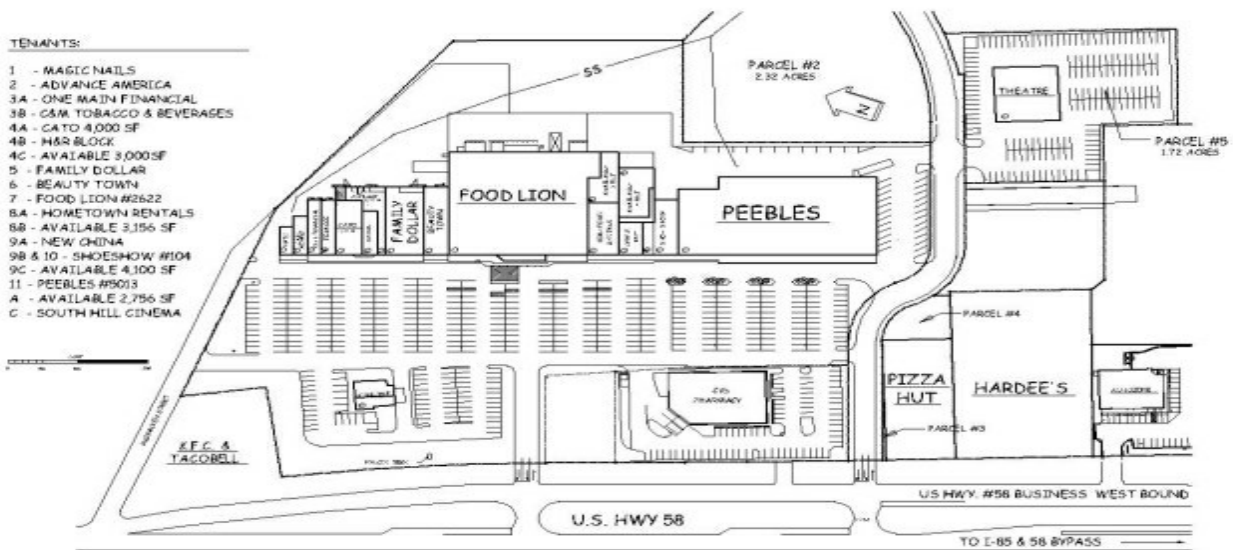 TENANTS:
1 - MAGIC NAILS
2 - ADVANCE AMERICA
3A - ONE MAIN FINANCIAL
3B - C&M TOBACCO & BEVERAGES
4A - CATO 4,000 SF
4B - H&R BLOCK
4C - AVAIABLE 3,000SF
5 - FAMILY DOLLAR
6 - BEAUTY TOWN
7 - FOOD LION #2622
8A - HOMETOWN RENTALS
8B - AVAILABLE 3,156 SF
9A - NEW CHINA
9B & 10 - SHOESHOW #104
9C - AVAILABLE 4,100 SF
11 - PEEBLES #5013
A - AVAILABLE 2,756 SF
C - SOUTH HILL CINEMA
SS
PARCEL #2
2.32 ACRES
N
THEATRE
PARCEL #5
1.72 ACRES
FOOD LION
FAMILY
DOLLAR
BEAUTY
TOWN
PEEBLES
PARCEL #4
CVS
PHARMACY
PIZZA
HUT
HARDEE'S
PARCEL #3
K.F.C. &
TACOBELL
US HWY. #58 BUSINESS WEST BOUND
U.S. HWY 58
TO I-85 & 58 BYPASS